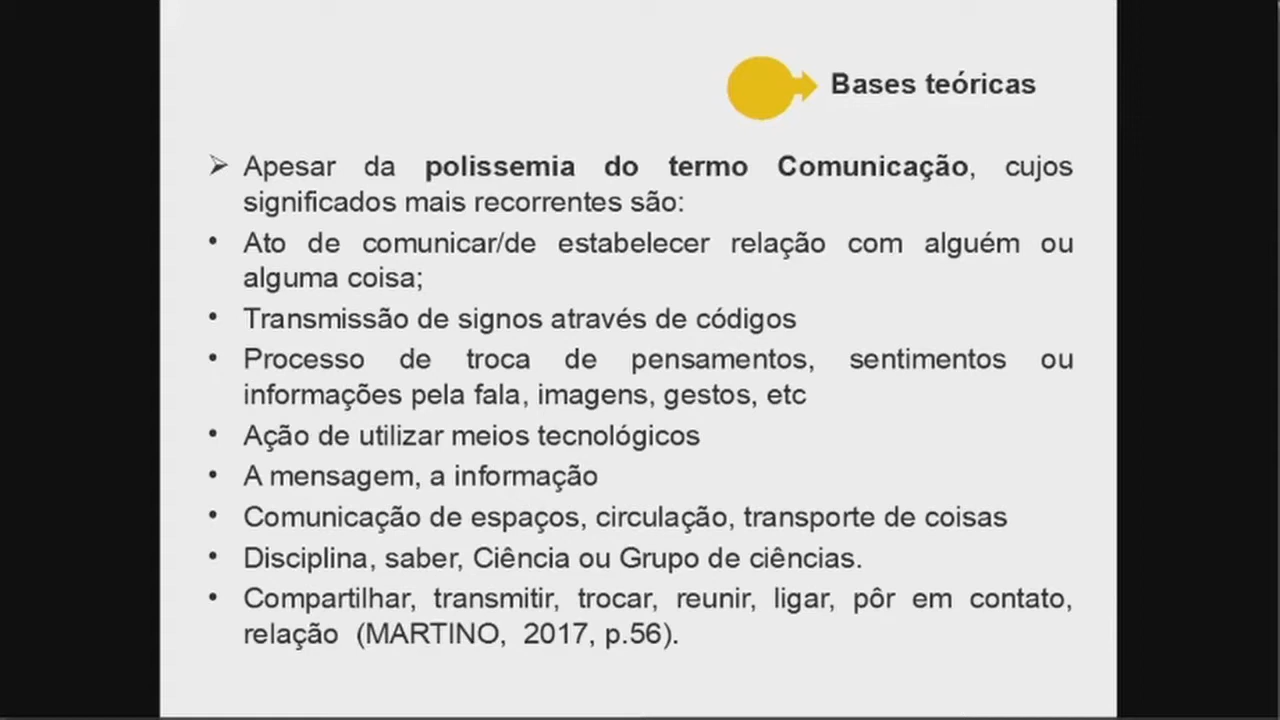 Bases teóricas
➢ Apesar da polissemia do termo Comunicação, cujos
significados mais recorrentes são:
• Ato de comunicar/de estabelecer relação com alguém ou
alguma coisa;
• Transmissão de signos através de códigos
• Processo de troca de pensamentos, sentimentos ou
informações pela fala, imagens, gestos, etc
• Ação de utilizar meios tecnológicos
• A mensagem, a informação
• Comunicação de espaços, circulação, transporte de coisas
• Disciplina, saber, Ciência ou Grupo de ciências.
• Compartilhar, transmitir, trocar, reunir, ligar, pôr em contato,
relação (MARTINO, 2017, p.56).